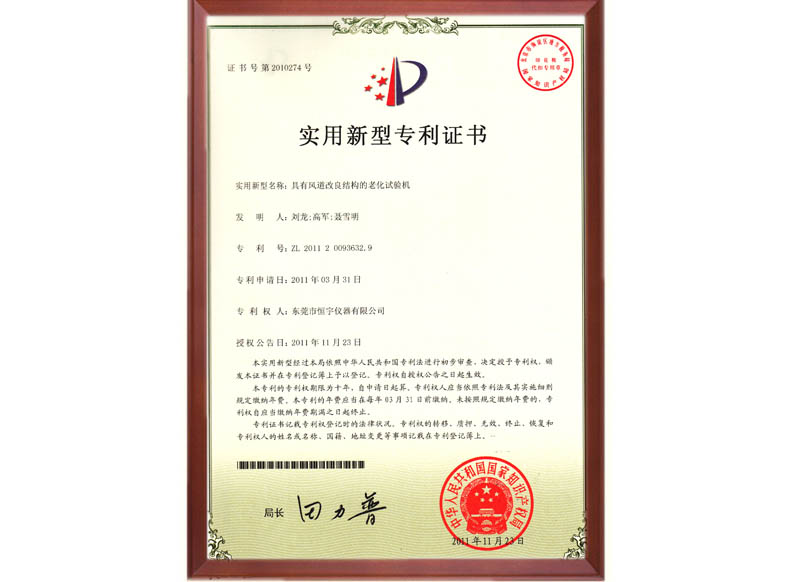 证书号第2010274号
实用新型专利证书
实用新型名称：具有风道改良结构的老化试验机
发 明 人：刘龙;高军;聂雪明
专 利 号：ZL 2011 2 0093632.9
专利申请日：2011年03月31日
专 利 权 人：东莞市恒宇仪器有限公司
授权公告日：2011年11月23日
本实用新型经过本局依照中华人民共和国专利法进行初步审查，决定授予专利权，颁
发本证书并在专利登记簿上予以登记。专利权自授权公告之日起生效。
本专利的专利权期限为十年，自申请日起算。专利权人应当依照专利法及其实施细则
规定缴纳年费。本专利的年费应当在每年03月31日前缴纳。未按照规定缴纳年费的，专
利权自应当缴纳年费期满之日起终止。
专利证书记载专利权登记时的法律状况。专利权的转移、质押、无效、终止、恢复和
专利权人的姓名或名称、国籍、地址变更等事项记载在专利登记簿上。
局长 田力普
中华人民共和国国家知识产权局
2011年11月23日